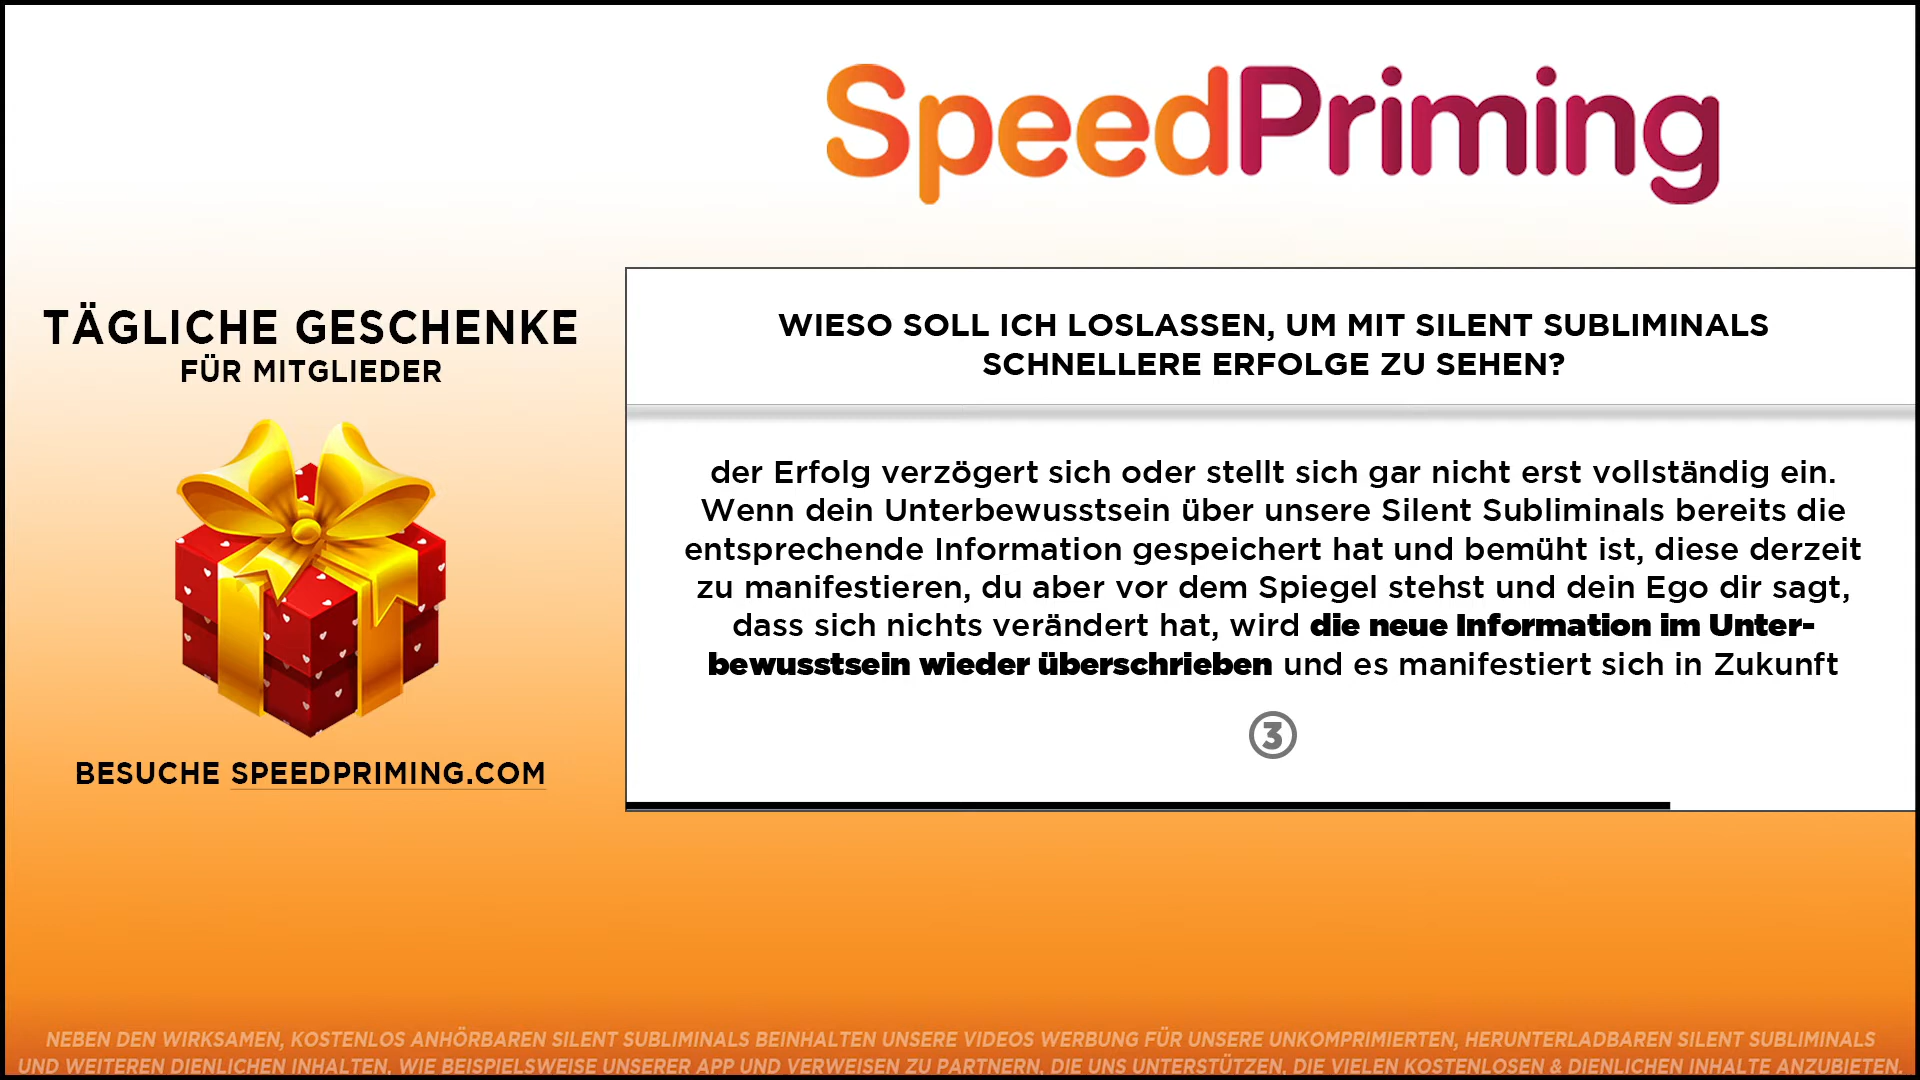 SpeedPriming
TÄGLICHE GESCHENKE
FÜR MITGLIEDER
BESUCHE SPEEDPRIMING.COM
WIESO SOLL ICH LOSLASSEN, UM MIT SILENT SUBLIMINALS
SCHNELLERE ERFOLGE ZU SEHEN?
der Erfolg verzögert sich oder stellt sich gar nicht erst vollständig ein.
Wenn dein Unterbewusstsein über unsere Silent Subliminals bereits die
entsprechende Information gespeichert hat und bemüht ist, diese derzeit
zu manifestieren, du aber vor dem Spiegel stehst und dein Ego dir sagt,
dass sich nichts verändert hat, wird die neue Information im Unter-
bewusstsein wieder überschrieben und es manifestiert sich in Zukunft
3
NEBEN DEN WIRKSAMEN, KOSTENLOS ANHÖRBAREN SILENT SUBLIMINALS BEINHALTEN UNSERE VIDEOS WERBUNG FÜR UNSERE UNKOMPRIMIERTEN, HERUNTERLADBAREN SILENT SUBLIMINALS
UND WEITEREN DIENLICHEN INHALTEN, WIE BEISPIELSWEISE UNSERER APP UND VERWEISEN ZU PARTNERN, DIE UNS UNTERSTÜTZEN, DIE VIELEN KOSTENLOSEN & DIENLICHEN INHALTE ANZUBIETEN.